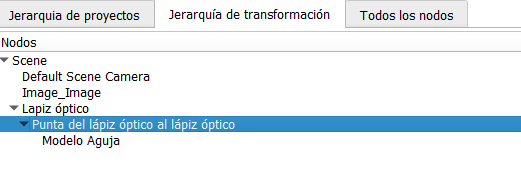 Jerarquia de proyectos Jerarquía de transformación Todos los nodos
Nodos
Scene
Default Scene Camera
Image_Image
Lapiz óptico
Punta del lápiz óptico al lápiz óptico
Modelo Aguja